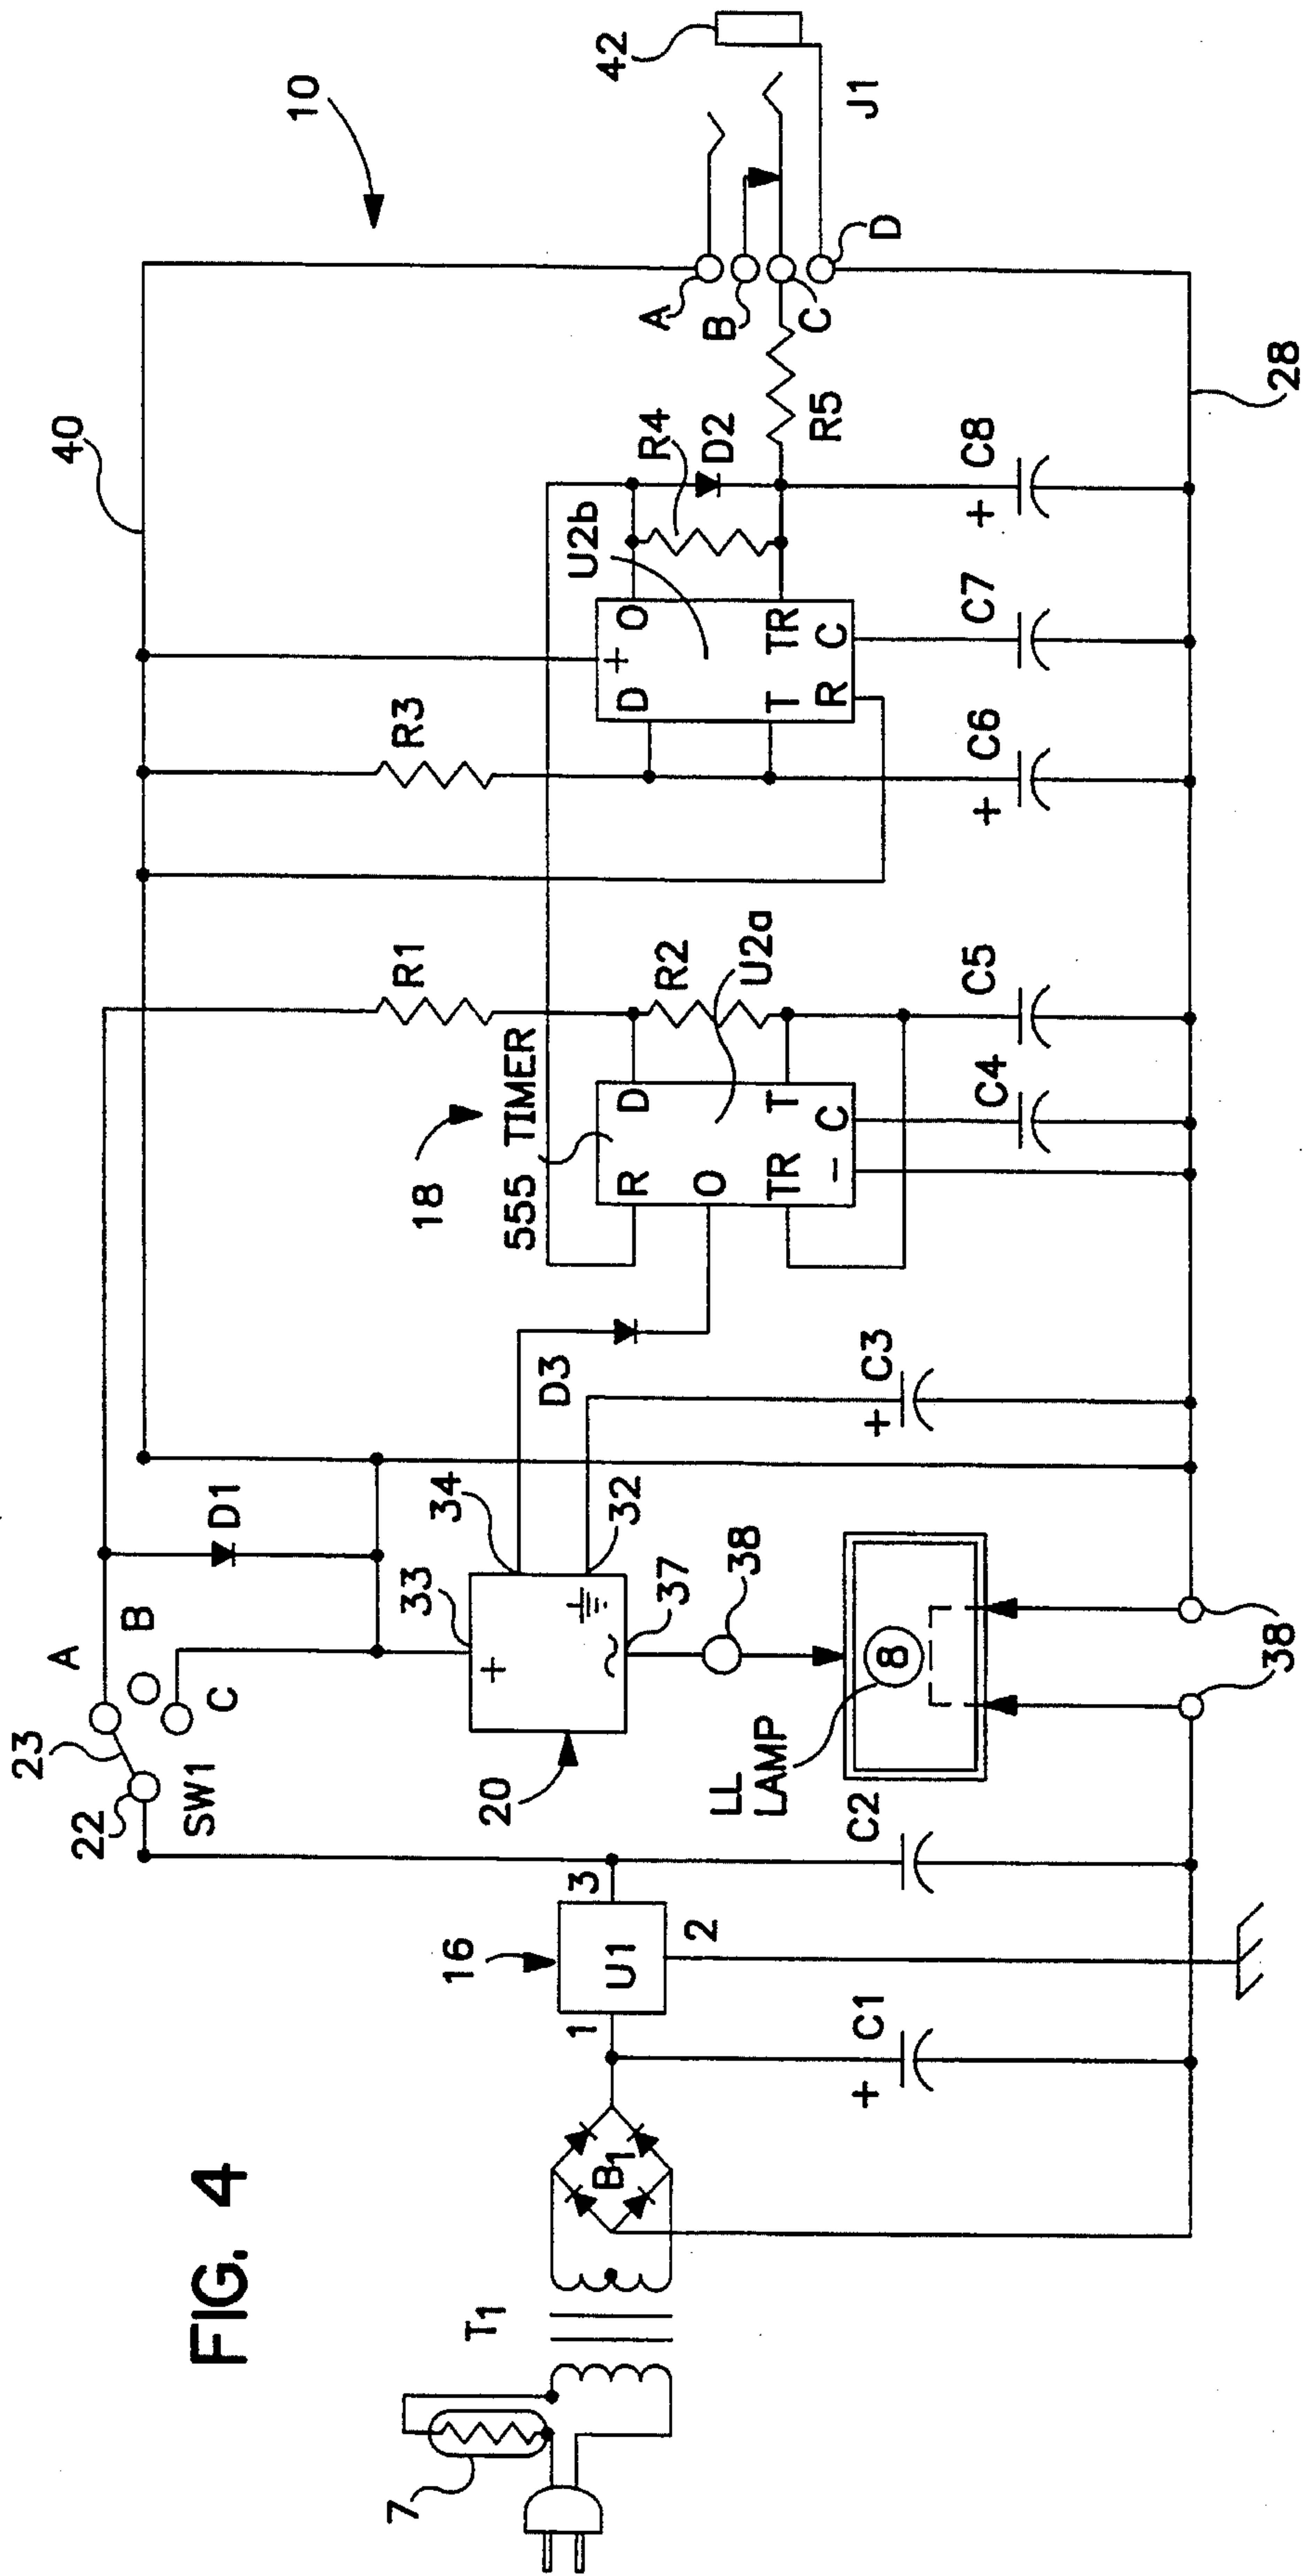 FIG. 4
10
40
42
A
B
C
D
J1
28
R5
R4
D2
C8
U2b
+
O
D
+
TR
T
R
C
C7
R3
C6
+
R1
R2
U2a
C5
18
555 TIMER
D
R
O
T
TR
C
−
C4
D3
C3
+
D1
A
B
C
23
22
SW1
33
34
32
37
38
+
~
20
LL
LAMP
8
38
C2
16
3
U1
2
1
C1
+
B1
T1
7